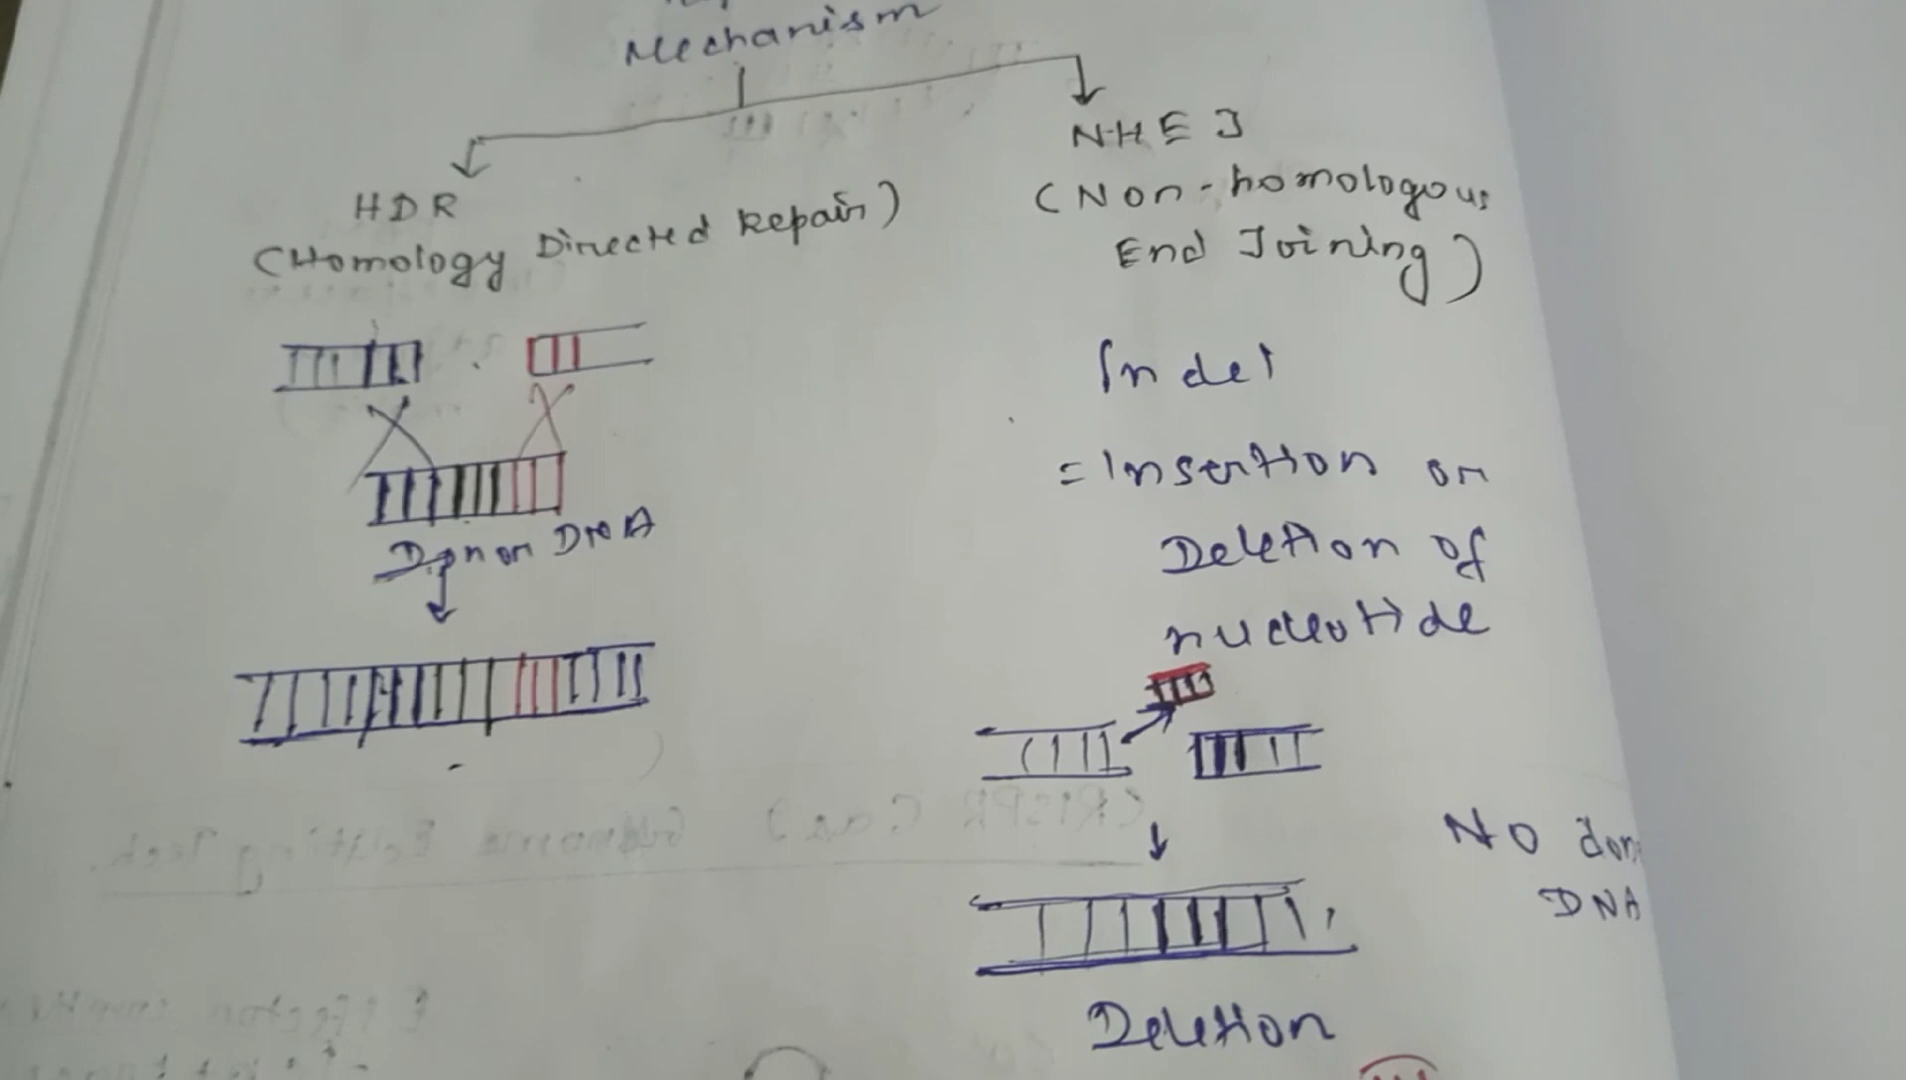 Mechanism
HDR
(Homology Directed Repair)
NHEJ
(Non-homologous
End Joining)
Indel
= Insertion or
Deletion of
nucleotide
Donor DNA
No
DNA
Deletion